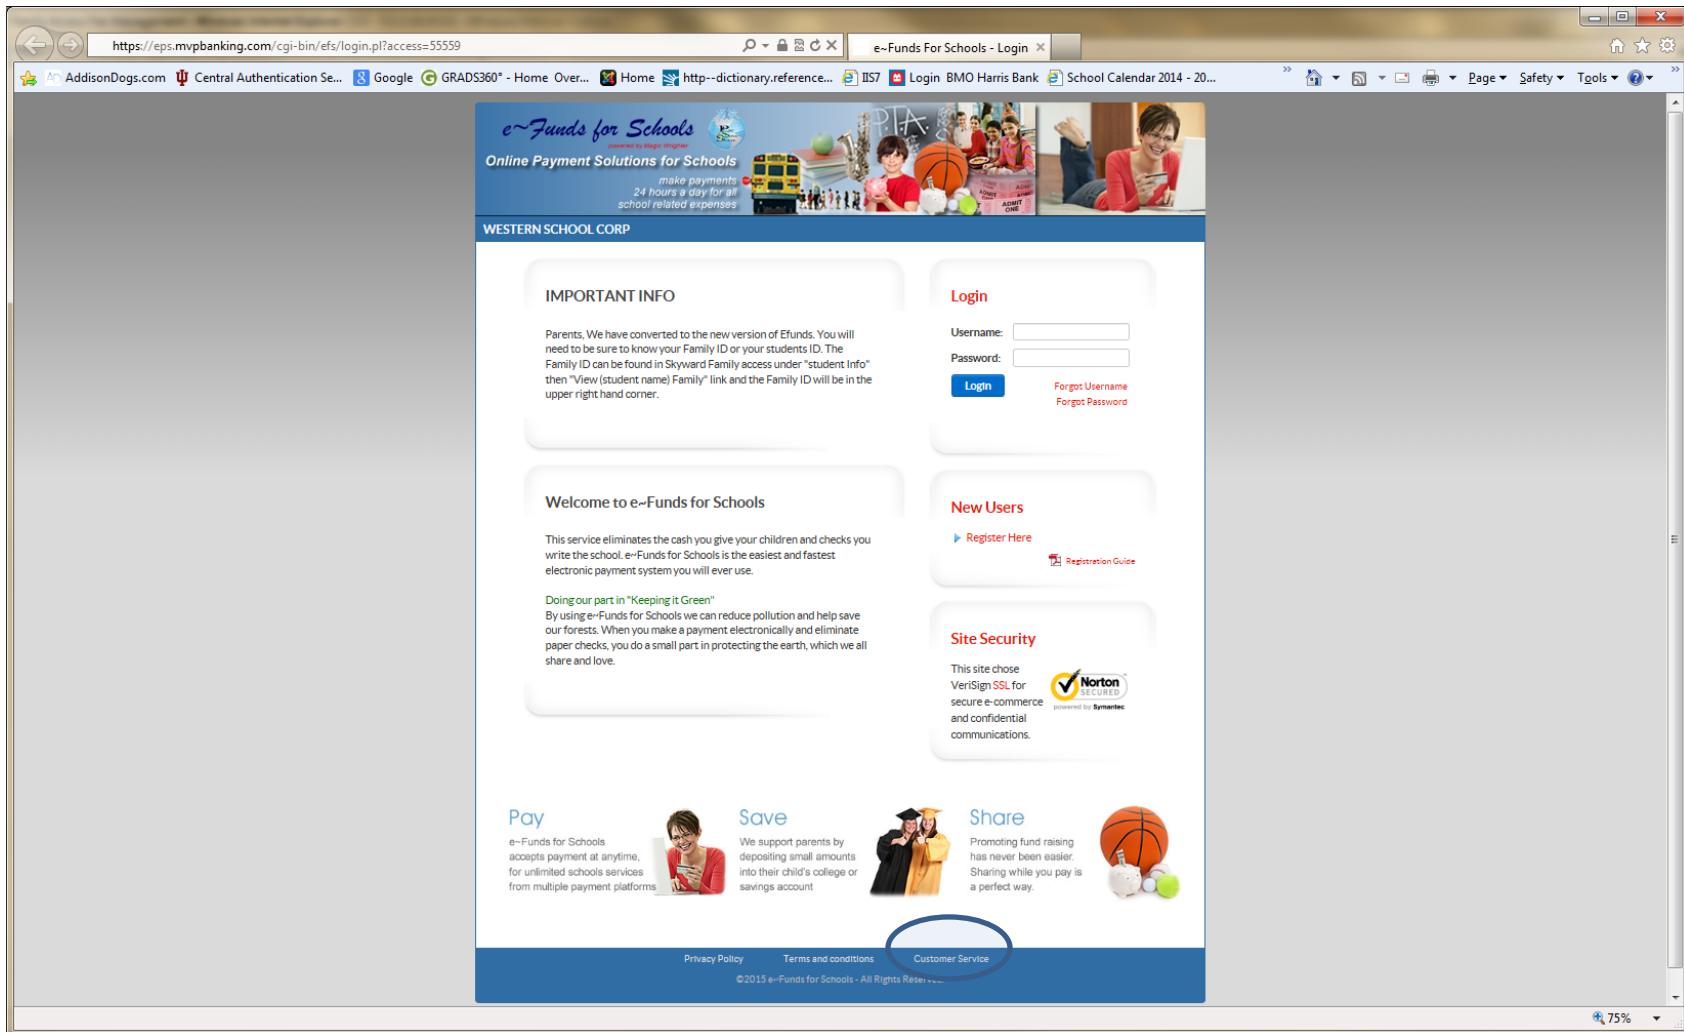 https://eps.mvpbanking.com/cgi-bin/efs/login.pl?access=55559
e~Funds For Schools - Login
AddisonDogs.com
Central Authentication Se...
Google
GRADS360° - Home Over...
Home
http--dictionary.reference...
IIS7
Login BMO Harris Bank
School Calendar 2014 - 20...
Page
Safety
Tools
e~Funds for Schools
powered by Magic Wrighter
Online Payment Solutions for Schools
make payments
24 hours a day for all
school related expenses
PTA
ADMIT
ONE
WESTERN SCHOOL CORP
IMPORTANT INFO
Parents, We have converted to the new version of Efunds. You will
need to be sure to know your Family ID or your students ID. The
Family ID can be found in Skyward Family access under "student Info"
then "View (student name) Family" link and the Family ID will be in the
upper right hand corner.
Login
Username:
Password:
Login
Forgot Username
Forgot Password
Welcome to e~Funds for Schools
This service eliminates the cash you give your children and checks you
write the school. e~Funds for Schools is the easiest and fastest
electronic payment system you will ever use.
Doing our part in "Keeping it Green"
By using e~Funds for Schools we can reduce pollution and help save
our forests. When you make a payment electronically and eliminate
paper checks, you do a small part in protecting the earth, which we all
share and love.
New Users
Register Here
Registration Guide
Site Security
This site chose
VeriSign SSL for
secure e-commerce
and confidential
communications.
Norton
SECURED
powered by Symantec
Pay
e~Funds for Schools
accepts payment at anytime,
for unlimited schools services
from multiple payment platforms
Save
We support parents by
depositing small amounts
into their child's college or
savings account
Share
Promoting fund raising
has never been easier.
Sharing while you pay is
a perfect way.
Privacy Policy
Terms and conditions
Customer Service
©2015 e~Funds for Schools - All Rights Reserved.
75%